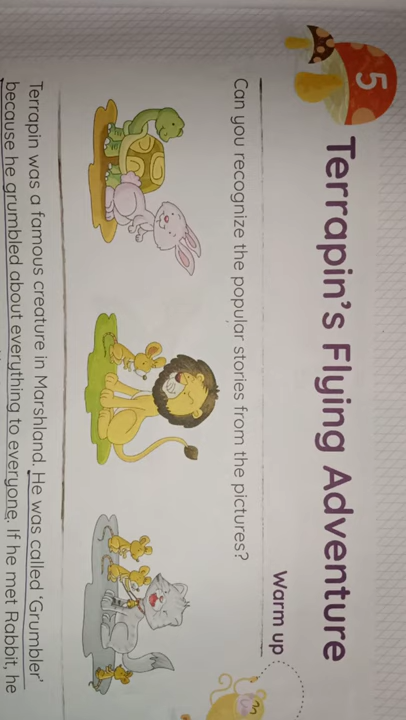 5
Terrapin's Flying Adventure
Warm up
Can you recognize the popular stories from the pictures?
Terrapin was a famous creature in Marshland. He was called 'Grumbler'
because he grumbled about everything to everyone. If he met Rabbit, he